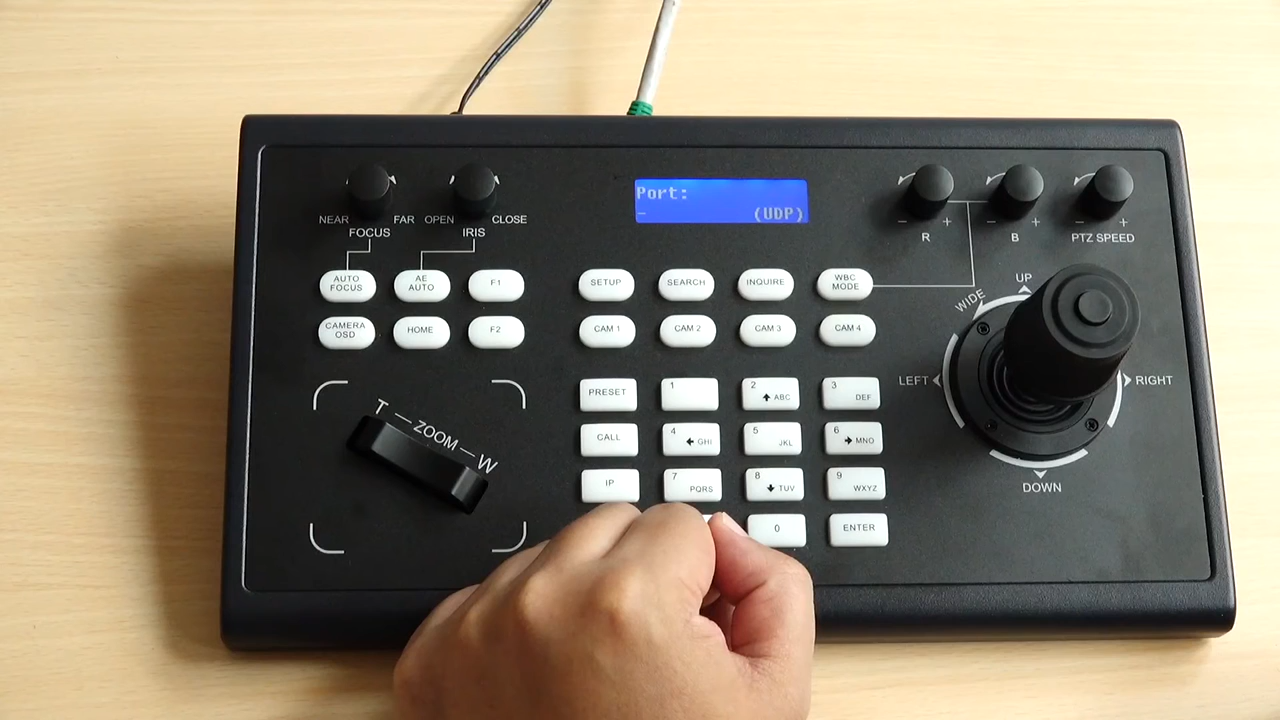 Port:
(UDP)
NEAR
FAR
FOCUS
OPEN
CLOSE
IRIS
− +
R
− +
B
− +
PTZ SPEED
AUTO
FOCUS
AE
AUTO
F1
SETUP
SEARCH
INQUIRE
WBC
MODE
CAMERA
OSD
HOME
F2
CAM 1
CAM 2
CAM 3
CAM 4
UP
WIDE
LEFT
RIGHT
DOWN
T — ZOOM — W
PRESET
1
2 ABC
3 DEF
CALL
4 GHI
5 JKL
6 MNO
IP
7 PQRS
8 TUV
9 WXYZ
0
ENTER